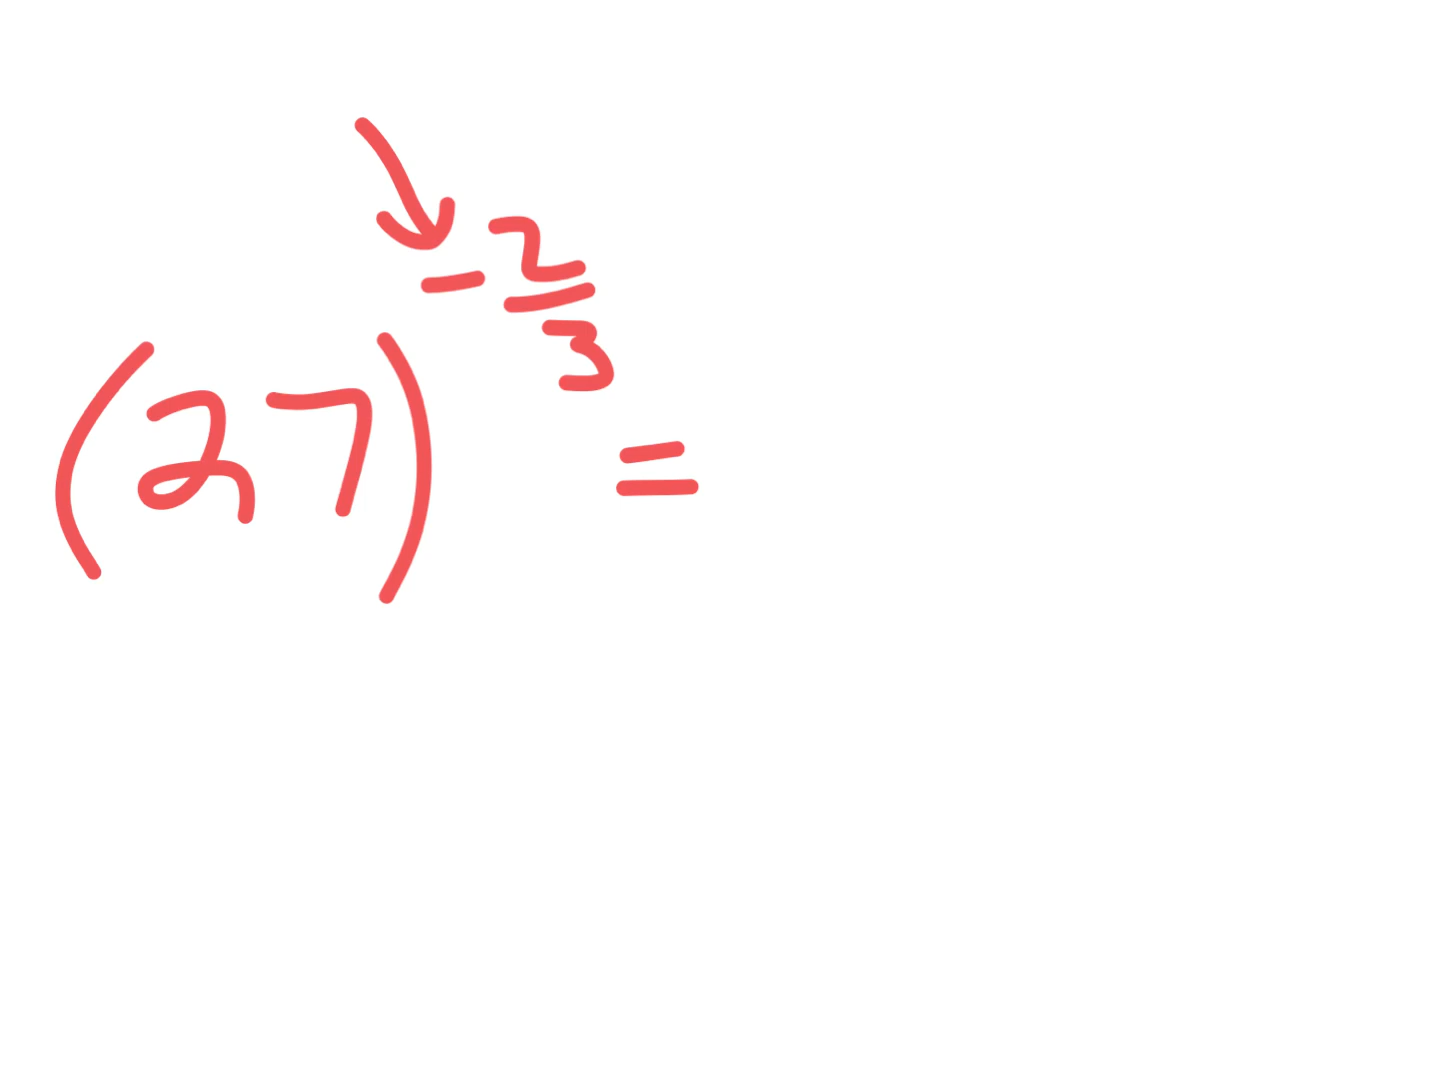 (27)^{-2/3} =